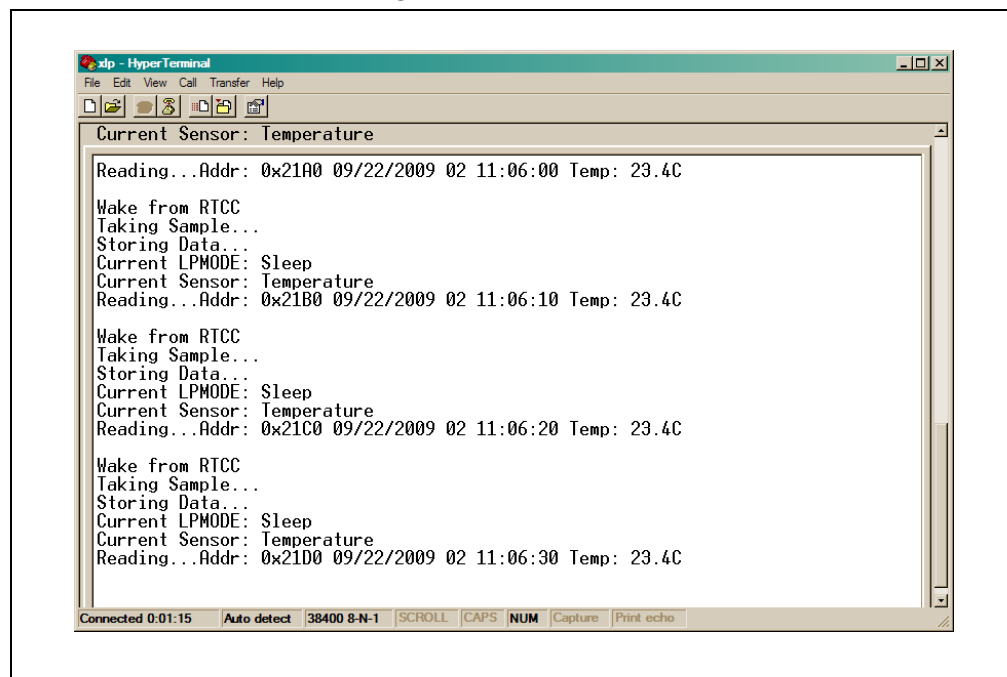 xlp - HyperTerminal
File Edit View Call Transfer Help
Current Sensor: Temperature
Reading...Addr: 0x21A0 09/22/2009 02 11:06:00 Temp: 23.4C
Wake from RTCC
Taking Sample...
Storing Data...
Current LPMODE: Sleep
Current Sensor: Temperature
Reading...Addr: 0x21B0 09/22/2009 02 11:06:10 Temp: 23.4C
Wake from RTCC
Taking Sample...
Storing Data...
Current LPMODE: Sleep
Current Sensor: Temperature
Reading...Addr: 0x21C0 09/22/2009 02 11:06:20 Temp: 23.4C
Wake from RTCC
Taking Sample...
Storing Data...
Current LPMODE: Sleep
Current Sensor: Temperature
Reading...Addr: 0x21D0 09/22/2009 02 11:06:30 Temp: 23.4C
Connected 0:01:15 Auto detect 38400 8-N-1 SCROLL CAPS NUM Capture Print echo